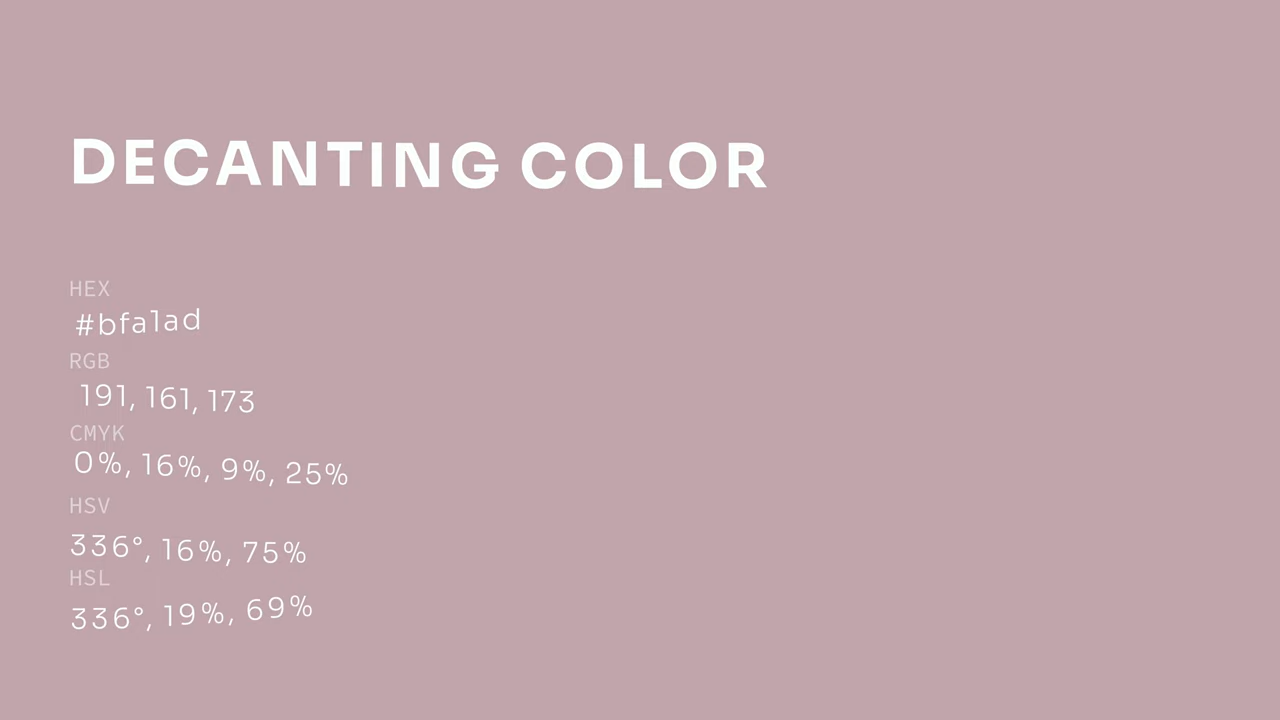 DECANTING COLOR
HEX
#bfa1ad
RGB
191, 161, 173
CMYK
0%, 16%, 9%, 25%
HSV
336°, 16%, 75%
HSL
336°, 19%, 69%